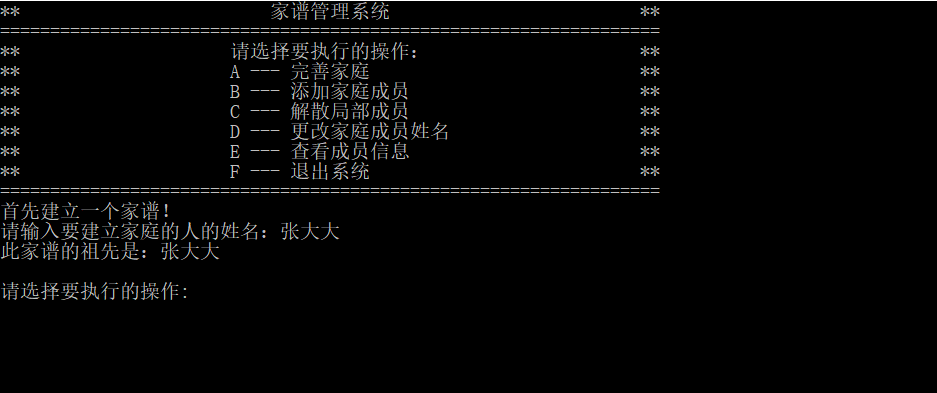 ** 家谱管理系统 **
==================================================================
** 请选择要执行的操作: **
** A --- 完善家庭 **
** B --- 添加家庭成员 **
** C --- 解散局部成员 **
** D --- 更改家庭成员姓名 **
** E --- 查看成员信息 **
** F --- 退出系统 **
==================================================================
首先建立一个家谱!
请输入要建立家庭的人的姓名: 张大大
此家谱的祖先是: 张大大
请选择要执行的操作: